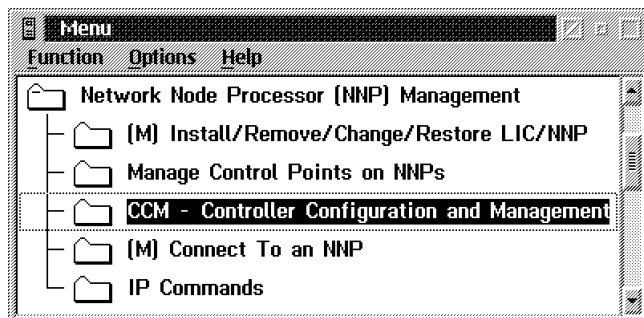 Menu
Function Options Help
Network Node Processor (NNP) Management
(M) Install/Remove/Change/Restore LIC/NNP
Manage Control Points on NNPs
CCM - Controller Configuration and Management
(M) Connect To an NNP
IP Commands